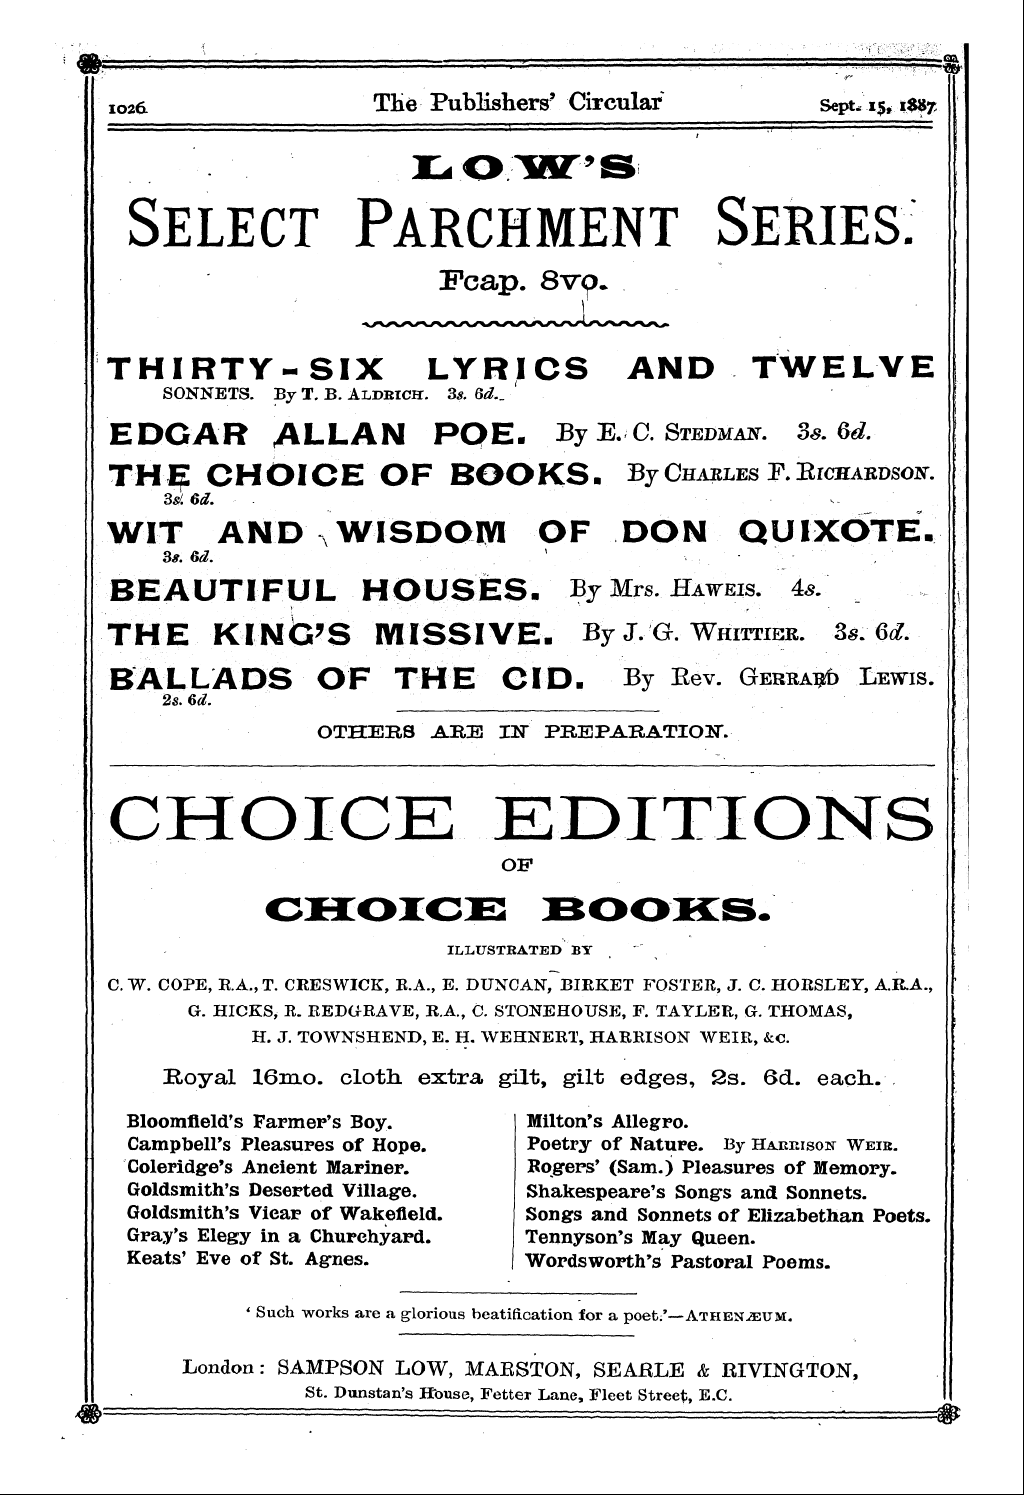 1026 The Publishers' Circular Sept. 15, 1887
LOW'S
SELECT PARCHMENT SERIES.
Fcap. 8vo.
THIRTY-SIX LYRICS AND TWELVE
SONNETS. By T. B. ALDRICH. 3s. 6d.
EDGAR ALLAN POE. By E. C. STEDMAN. 3s. 6d.
THE CHOICE OF BOOKS. By CHARLES F. RICHARDSON.
3s. 6d.
WIT AND WISDOM OF DON QUIXOTE.
3s. 6d.
BEAUTIFUL HOUSES. By Mrs. HAWEIS. 4s.
THE KING'S MISSIVE. By J. G. WHITTIER. 3s. 6d.
BALLADS OF THE CID. By Rev. GERRARD LEWIS.
2s. 6d.
OTHERS ARE IN PREPARATION.
CHOICE EDITIONS
OF
CHOICE BOOKS.
ILLUSTRATED BY
C. W. COPE, R.A., T. CRESWICK, R.A., E. DUNCAN, BIRKET FOSTER, J. C. HORSLEY, A.R.A.,
G. HICKS, R. REDGRAVE, R.A., C. STONEHOUSE, F. TAYLER, G. THOMAS,
H. J. TOWNSHEND, E. H. WEHNERT, HARRISON WEIR, &c.
Royal 16mo. cloth extra gilt, gilt edges, 2s. 6d. each.
Bloomfield's Farmer's Boy.
Campbell's Pleasures of Hope.
Coleridge's Ancient Mariner.
Goldsmith's Deserted Village.
Goldsmith's Vicar of Wakefield.
Gray's Elegy in a Churchyard.
Keats' Eve of St. Agnes.
Milton's Allegro.
Poetry of Nature. By HARRISON WEIR.
Rogers' (Sam.) Pleasures of Memory.
Shakespeare's Songs and Sonnets.
Songs and Sonnets of Elizabethan Poets.
Tennyson's May Queen.
Wordsworth's Pastoral Poems.
'Such works are a glorious beatification for a poet.'—ATHENÆUM.
London: SAMPSON LOW, MARSTON, SEARLE & RIVINGTON,
St. Dunstan's House, Fetter Lane, Fleet Street, E.C.